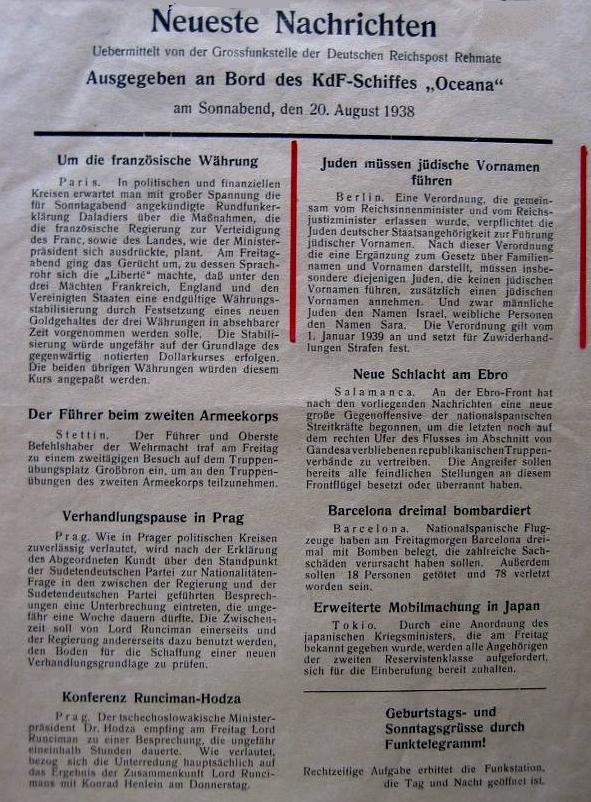 Neueste Nachrichten
Uebermittelt von der Grossfunkstelle der Deutschen Reichspost Rehmate
Ausgegeben an Bord des KdF-Schiffes „Oceana“
am Sonnabend, den 20. August 1938
Um die französische Währung
Paris. In politischen und finanziellen
Kreisen erwartet man mit großer Spannung die
für Sonntagabend angekündigte Rundfunker-
klärung Daladiers über die Maßnahmen, die
die französische Regierung zur Verteidigung
des Franc, sowie des Landes, wie der Minister-
präsident sich ausdrückte, plant. Am Freitag-
abend ging das Gerücht um, zu dessen Sprach-
rohr sich die „Liberté“ machte, daß unter den
drei Mächten Frankreich, England und den
Vereinigten Staaten eine endgültige Währungs-
stabilisierung durch Festsetzung eines neuen
Goldgehaltes der drei Währungen in absehbarer
Zeit vorgenommen werden solle. Die Stabili-
sierung würde ungefähr auf der Grundlage des
gegenwärtig notierten Dollarkurses erfolgen.
Die beiden übrigen Währungen würden diesem
Kurs angepaßt werden.
Der Führer beim zweiten Armeekorps
Stettin. Der Führer und Oberste
Befehlshaber der Wehrmacht traf am Freitag
zu einem zweitägigen Besuch auf dem Truppen-
übungsplatz Großborn ein, um an den Truppen-
übungen des zweiten Armeekorps teilzunehmen.
Verhandlungspause in Prag
Prag. Wie in Prager politischen Kreisen
zuverlässig verlautet, wird nach der Erklärung
des Abgeordneten Kundt über den Standpunkt
der Sudetendeutschen Partei zur Nationalitäten-
Frage in den zwischen der Regierung und der
Sudetendeutschen Partei geführten Besprech-
ungen eine Unterbrechung eintreten, die unge-
fähr eine Woche dauern dürfte. Die Zwischen-
zeit soll von Lord Runciman einerseits und
der Regierung andererseits dazu benutzt werden,
den Boden für die Schaffung einer neuen
Verhandlungsgrundlage zu prüfen.
Konferenz Runciman-Hodza
Prag. Der tschechoslowakische Minister-
präsident Dr. Hodza empfing am Freitag Lord
Runciman zu einer Besprechung, die ungefähr
eineinhalb Stunden dauerte. Wie verlautet,
bezog sich die Unterredung hauptsächlich auf
das Ergebnis der Zusammenkunft Lord Runci-
mans mit Konrad Henlein am Donnerstag.
Juden müssen jüdische Vornamen
führen
Berlin. Eine Verordnung, die gemein-
sam vom Reichsinnenminister und vom Reichs-
justizminister erlassen wurde, verpflichtet die
Juden deutscher Staatsangehörigkeit zur Führung
jüdischer Vornamen. Nach dieser Verordnung
die eine Ergänzung zum Gesetz über Familien-
namen und Vornamen darstellt, müssen insbe-
sondere diejenigen Juden, die keinen jüdischen
Vornamen führen, zusätzlich einen jüdischen
Vornamen annehmen. Und zwar männliche
Juden den Namen Israel, weibliche Personen
den Namen Sara. Die Verordnung gilt vom
1. Januar 1939 an und setzt für Zuwiderhand-
lungen Strafen fest.
Neue Schlacht am Ebro
Salamanca. An der Ebro-Front hat
nach den vorliegenden Nachrichten eine neue
große Gegenoffensive der nationalspanischen
Streitkräfte begonnen, um die letzten noch auf
dem rechten Ufer des Flusses im Abschnitt von
Gandesa verbliebenen republikanischen Truppen-
verbände zu vertreiben. Die Angreifer sollen
bereits alle feindlichen Stellungen an diesem
Frontflügel besetzt oder überrannt haben.
Barcelona dreimal bombardiert
Barcelona. Nationalspanische Flug-
zeuge haben am Freitagmorgen Barcelona drei-
mal mit Bomben belegt, die zahlreiche Sach-
schäden verursacht haben sollen. Außerdem
sollen 18 Personen getötet und 78 verletzt
worden sein.
Erweiterte Mobilmachung in Japan
Tokio. Durch eine Anordnung des
japanischen Kriegsministers, die am Freitag
bekannt gegeben wurde, werden alle Angehörigen
der zweiten Reservistenklasse aufgefordert,
sich für die Einberufung bereit zuhalten.
Geburtstags- und
Sonntagsgrüsse durch
Funktelegramm!
Rechtzeitige Aufgabe erbittet die Funkstation,
die Tag und Nacht geöffnet ist.